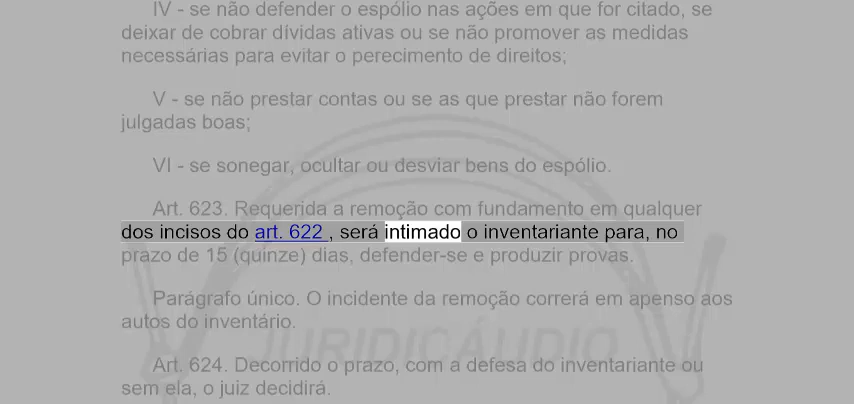 IV - se não defender o espólio nas ações em que for citado, se
deixar de cobrar dívidas ativas ou se não promover as medidas
necessárias para evitar o perecimento de direitos;
V - se não prestar contas ou se as que prestar não forem
julgadas boas;
VI - se sonegar, ocultar ou desviar bens do espólio.
Art. 623. Requerida a remoção com fundamento em qualquer
dos incisos do art. 622 , será intimado o inventariante para, no
prazo de 15 (quinze) dias, defender-se e produzir provas.
Parágrafo único. O incidente da remoção correrá em apenso aos
autos do inventário.
JURIDICÁUDIO
Art. 624. Decorrido o prazo, com a defesa do inventariante ou
sem ela, o juiz decidirá.